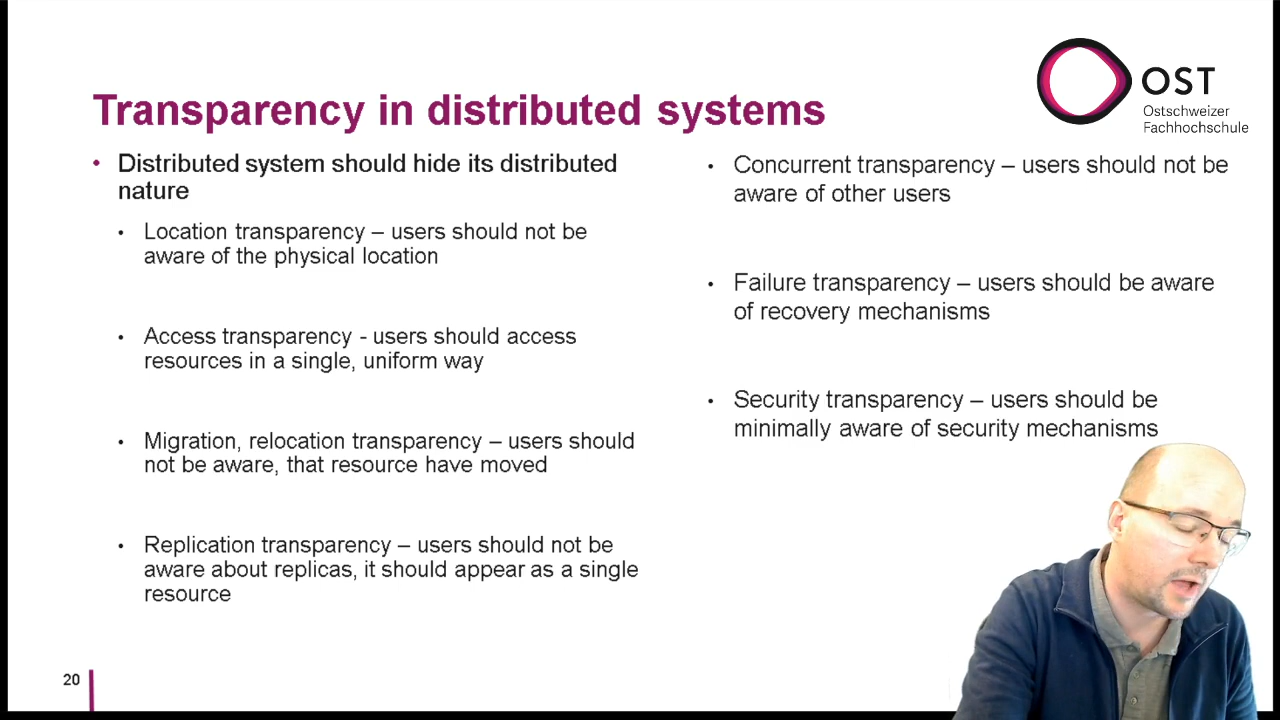 OST
Ostschweizer
Fachhochschule
Transparency in distributed systems
• Distributed system should hide its distributed
nature
• Location transparency – users should not be
aware of the physical location
• Access transparency - users should access
resources in a single, uniform way
• Migration, relocation transparency – users should
not be aware, that resource have moved
• Replication transparency – users should not be
aware about replicas, it should appear as a single
resource
• Concurrent transparency – users should not be
aware of other users
• Failure transparency – users should be aware
of recovery mechanisms
• Security transparency – users should be
minimally aware of security mechanisms
20